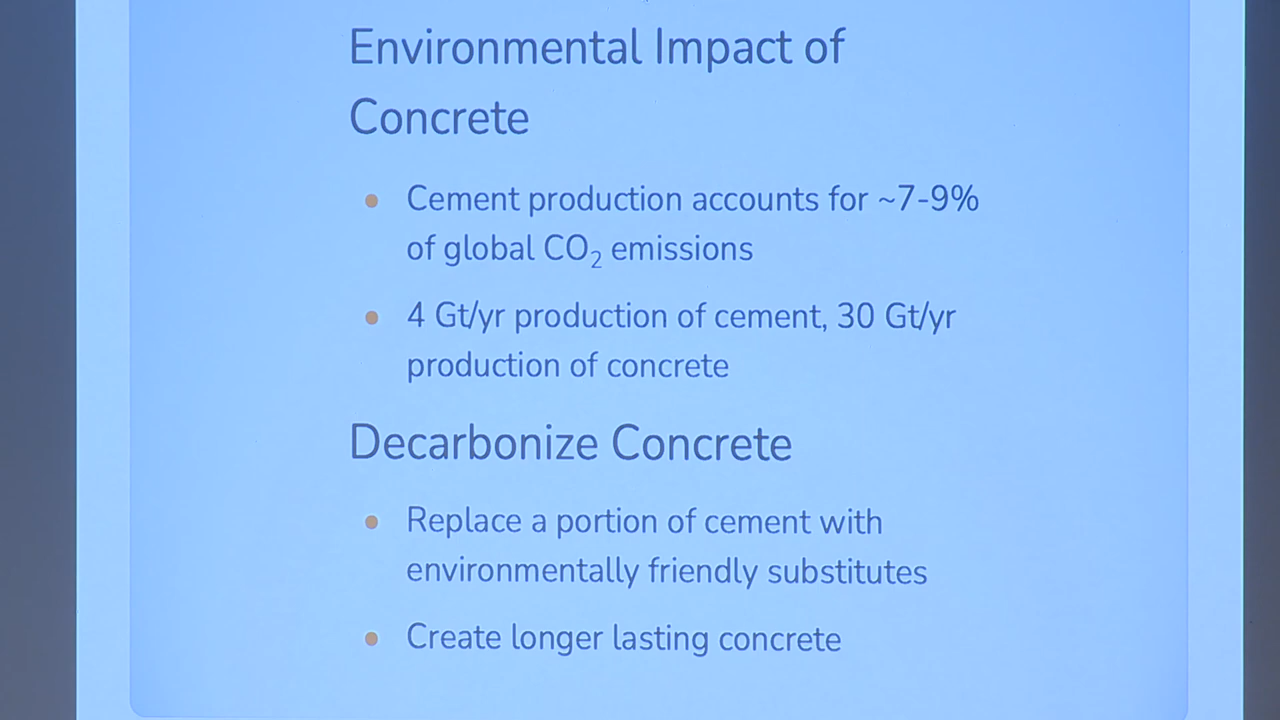 Environmental Impact of
Concrete
• Cement production accounts for ~7-9%
of global CO₂ emissions
• 4 Gt/yr production of cement, 30 Gt/yr
production of concrete
Decarbonize Concrete
• Replace a portion of cement with
environmentally friendly substitutes
• Create longer lasting concrete